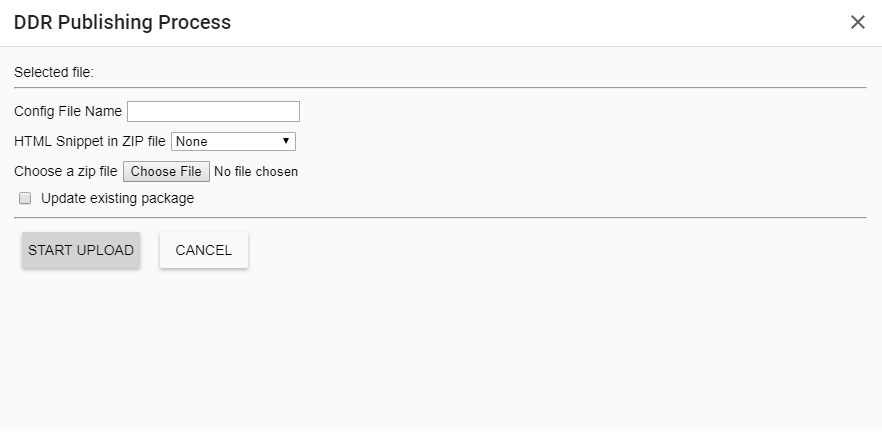 DDR Publishing Process
Selected file:
Config File Name
HTML Snippet in ZIP file None
Choose a zip file Choose File No file chosen
Update existing package
START UPLOAD CANCEL